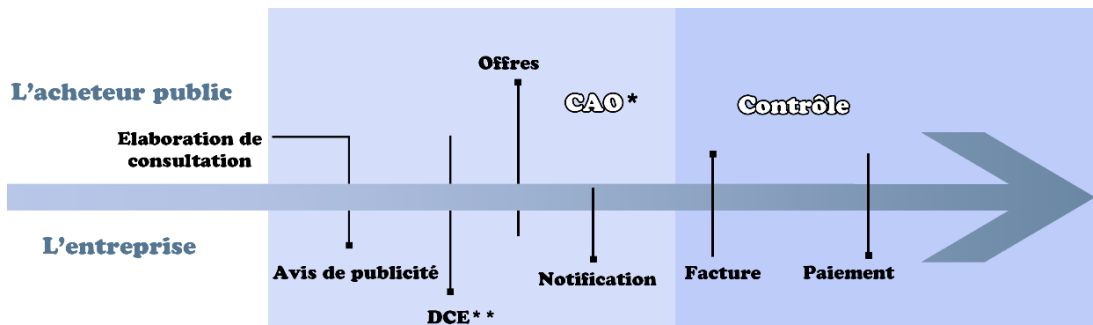 Offres
L'acheteur public
CAO*
Contrôle
Elaboration de
consultation
L'entreprise
Avis de publicité
Notification
Facture
Paiement
DCE**